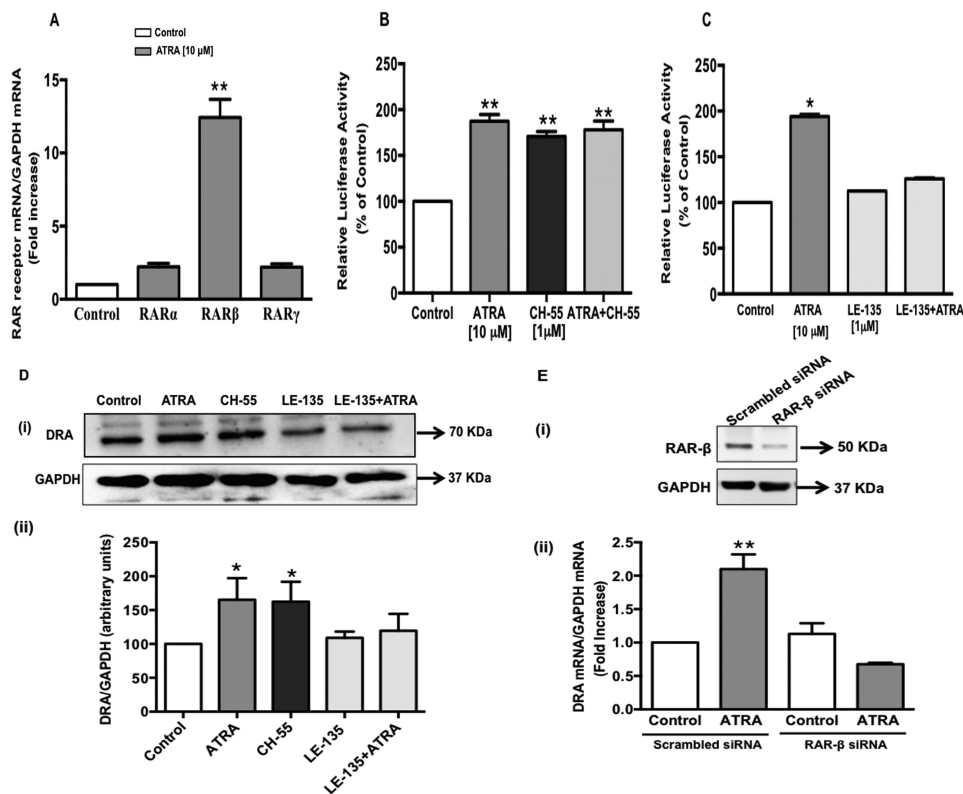 A
Control
ATRA [10 µM]
RAR receptor mRNA/GAPDH mRNA
(Fold increase)
15
10
5
0
**
Control RARα RARβ RARγ
B
Relative Luciferase Activity
(% of Control)
250
200
150
100
50
0
** ** **
Control ATRA CH-55 ATRA+CH-55
[10 µM] [1µM]
C
Relative Luciferase Activity
(% of Control)
250
200
150
100
50
0
*
Control ATRA LE-135 LE-135+ATRA
[10 µM] [1µM]
D
Control ATRA CH-55 LE-135 LE-135+ATRA
(i)
DRA 70 KDa
GAPDH 37 KDa
(ii)
DRA/GAPDH (arbitrary units)
250
200
150
100
50
0
* *
Control ATRA CH-55 LE-135 LE-135+ATRA
E
Scrambled siRNA RAR-β siRNA
(i)
RAR-β 50 KDa
GAPDH 37 KDa
(ii)
DRA mRNA/GAPDH mRNA
(Fold Increase)
2.5
2.0
1.5
1.0
0.5
0.0
**
Control ATRA Control ATRA
Scrambled siRNA RAR-β siRNA